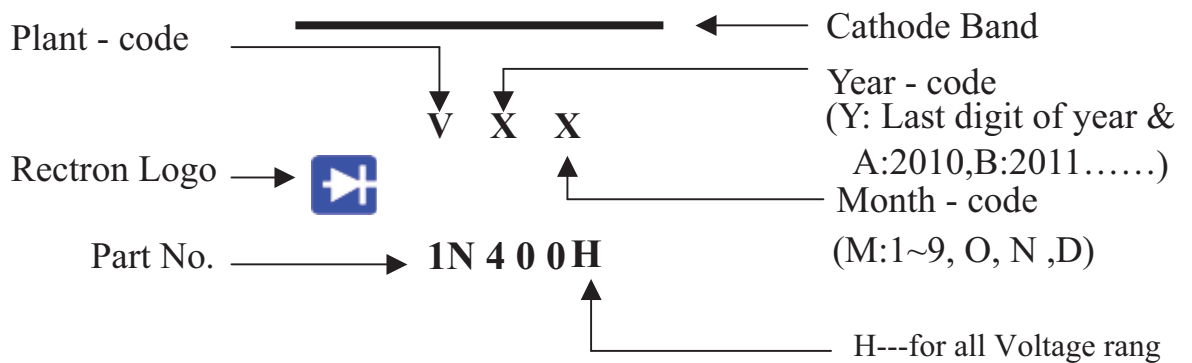 Plant - code
Cathode Band
Year - code
(Y: Last digit of year &
A:2010,B:2011……)
V X X
Rectron Logo
Month - code
(M:1~9, O, N ,D)
Part No.
1N 4 0 0 H
H---for all Voltage rang